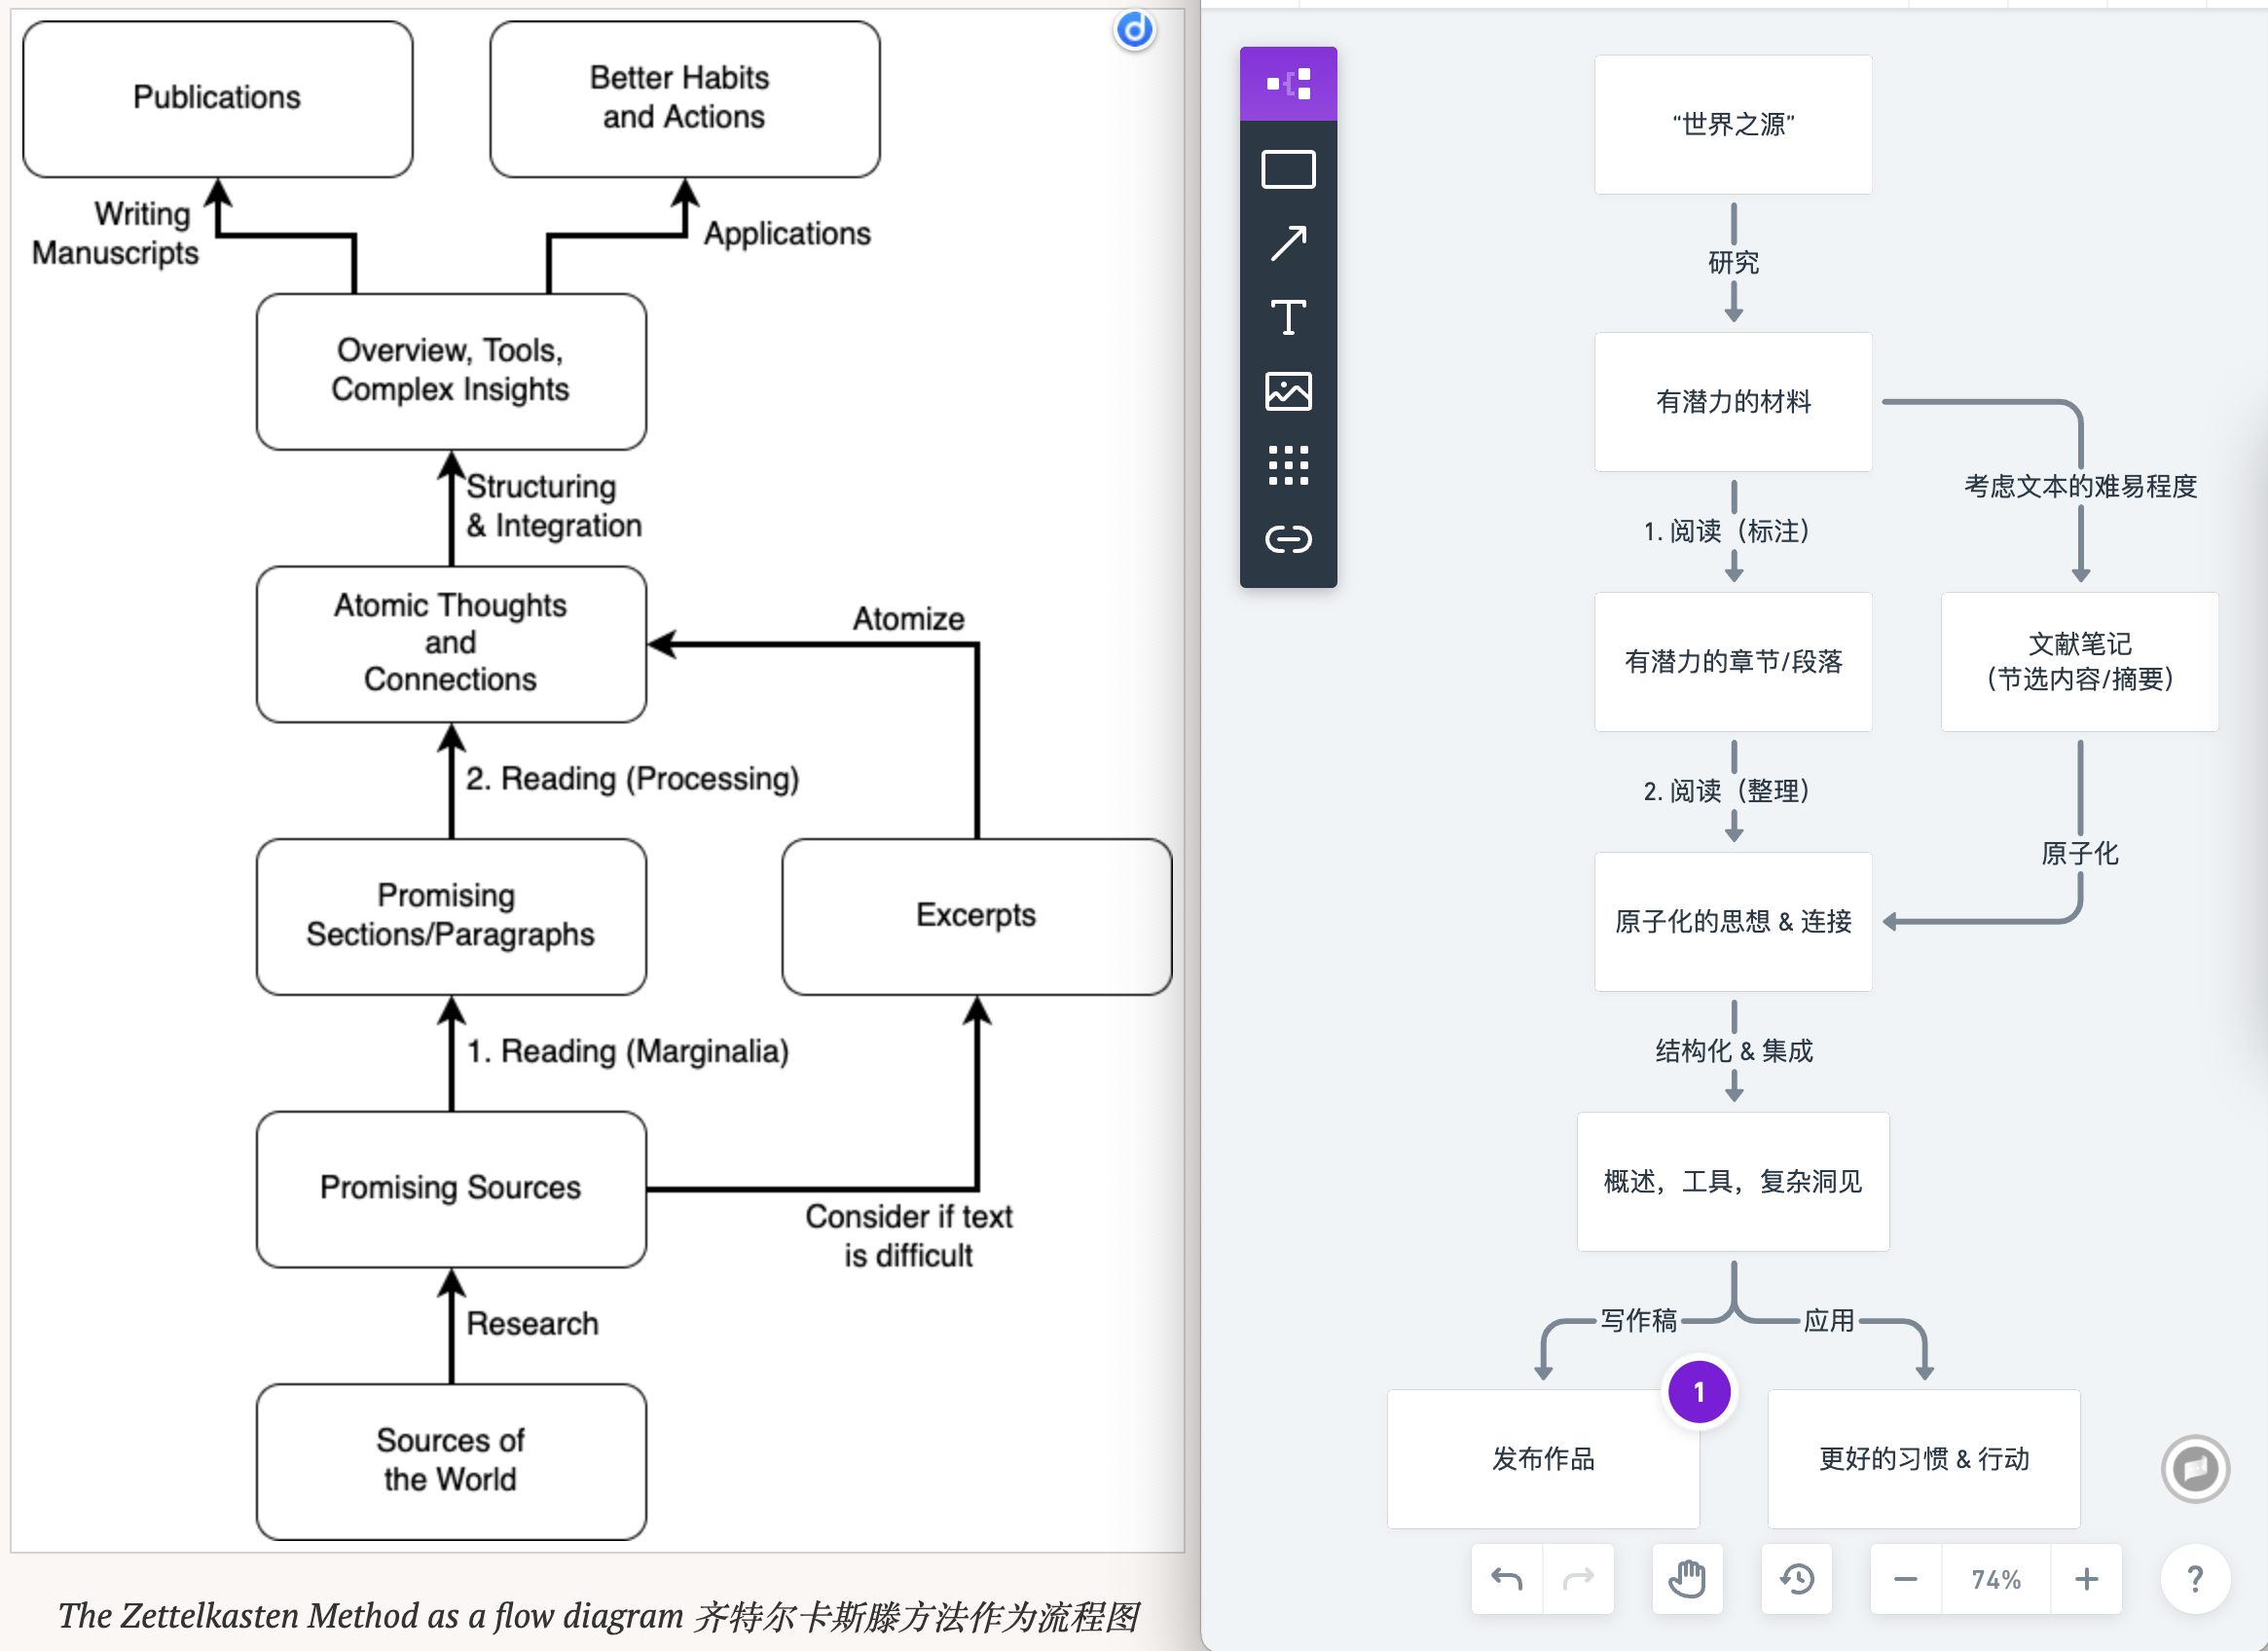 Publications
Better Habits
and Actions
Writing
Manuscripts
Applications
Overview, Tools,
Complex Insights
Structuring
& Integration
Atomic Thoughts
and
Connections
Atomize
2. Reading (Processing)
Promising
Sections/Paragraphs
Excerpts
1. Reading (Marginalia)
Promising Sources
Consider if text
is difficult
Research
Sources of
the World
The Zettelkasten Method as a flow diagram 齐特尔卡斯滕方法作为流程图
d
T
“世界之源”
研究
有潜力的材料
考虑文本的难易程度
1. 阅读（标注）
有潜力的章节/段落
文献笔记
（节选内容/摘要）
2. 阅读（整理）
原子化
原子化的思想 & 连接
结构化 & 集成
概述，工具，复杂洞见
写作稿
应用
1
发布作品
更好的习惯 & 行动
74%
?